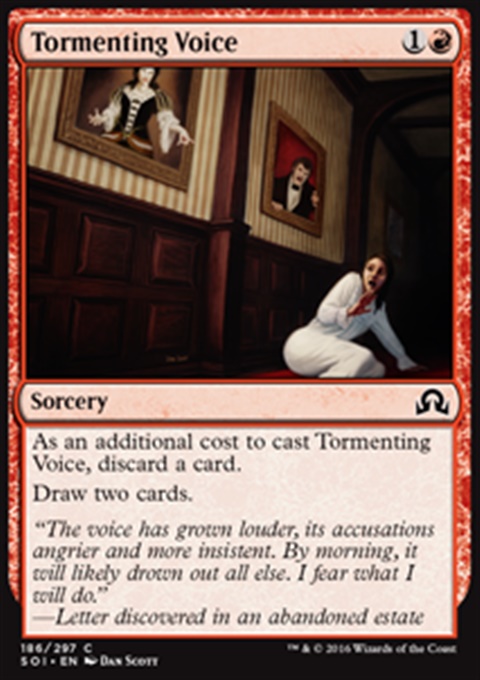 Tormenting Voice 1
Sorcery
As an additional cost to cast Tormenting
Voice, discard a card.
Draw two cards.
“The voice has grown louder, its accusations
angrier and more insistent. By morning, it
will likely drown out all else. I fear what I
will do.”
—Letter discovered in an abandoned estate
186/297 C
SOI • EN DAN SCOTT
™ & © 2016 Wizards of the Coast